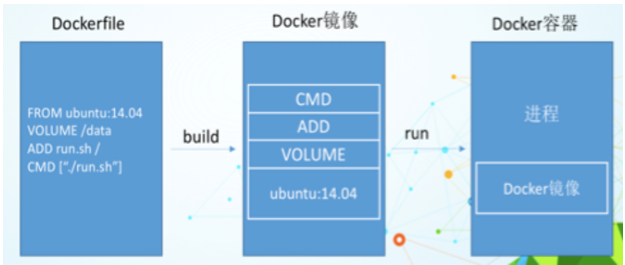 Dockerfile
FROM ubuntu:14.04
VOLUME /data
ADD run.sh /
CMD [“./run.sh”]
build
Docker镜像
CMD
ADD
VOLUME
ubuntu:14.04
run
Docker容器
进程
Docker镜像